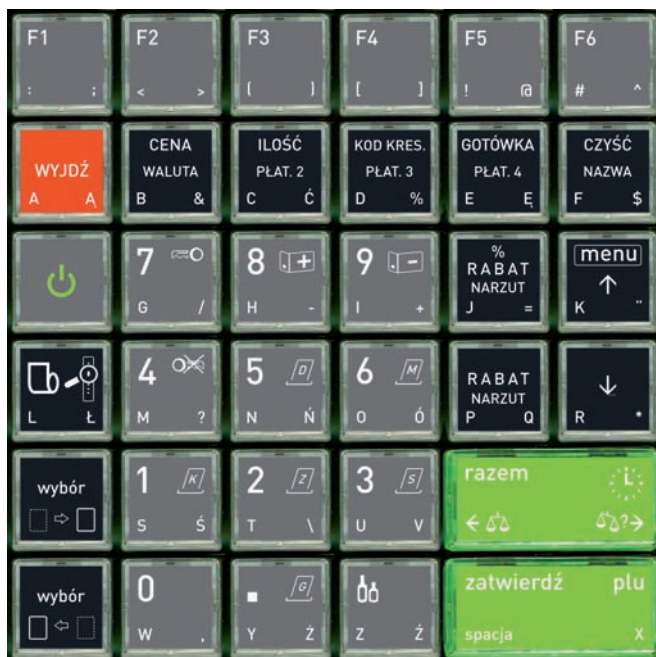 F1
: ;
F2
< >
F3
( )
F4
[ ]
F5
! @
F6
# ^
WYJDŹ
A Ą
CENA
WALUTA
B &
ILOŚĆ
PŁAT. 2
C Ć
KOD KRES.
PŁAT. 3
D %
GOTÓWKA
PŁAT. 4
E Ę
CZYŚĆ
NAZWA
F $
7
G /
8 +
H -
9 -
I +
%
RABAT
NARZUT
J =
menu
↑
K "
L Ł
4
M ?
5 D
N Ń
6 M
O Ó
RABAT
NARZUT
P Q
↓
R *
wybór
⇨
1 K
S Ś
2 Z
T \
3 S
U V
razem L
← ?→
wybór
⇦
0
W ,
. G
Y Ż
Z Ź
zatwierdź plu
spacja X